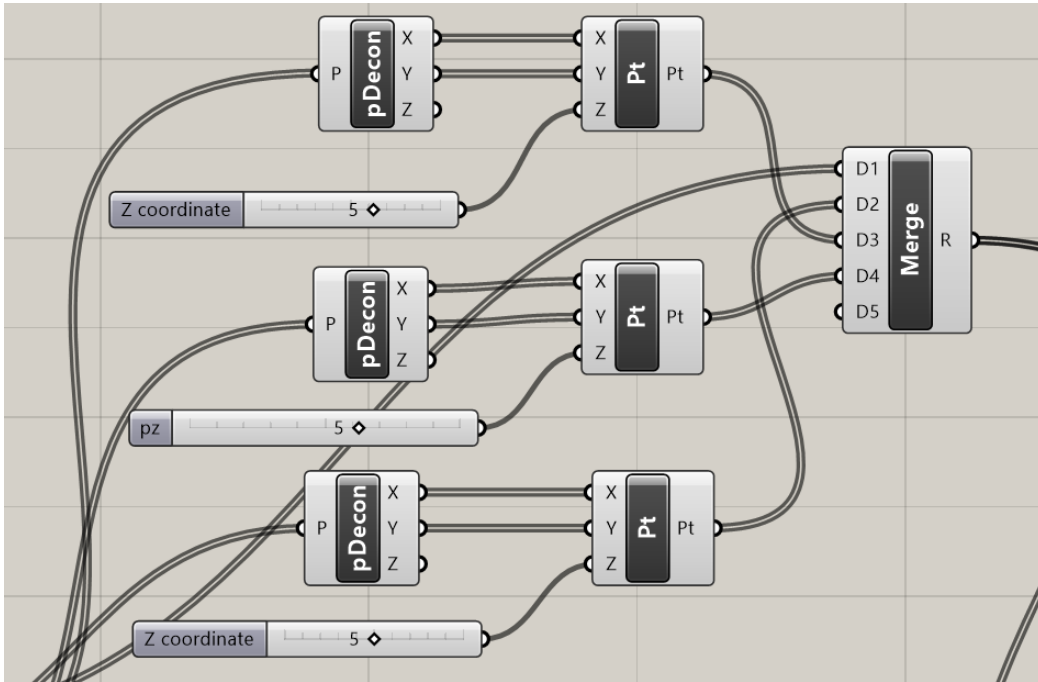 P pDecon X Y Z
X Y Z Pt Pt
Z coordinate 5
D1 D2 D3 D4 D5 Merge R
P pDecon X Y Z
X Y Z Pt Pt
pz 5
P pDecon X Y Z
X Y Z Pt Pt
Z coordinate 5